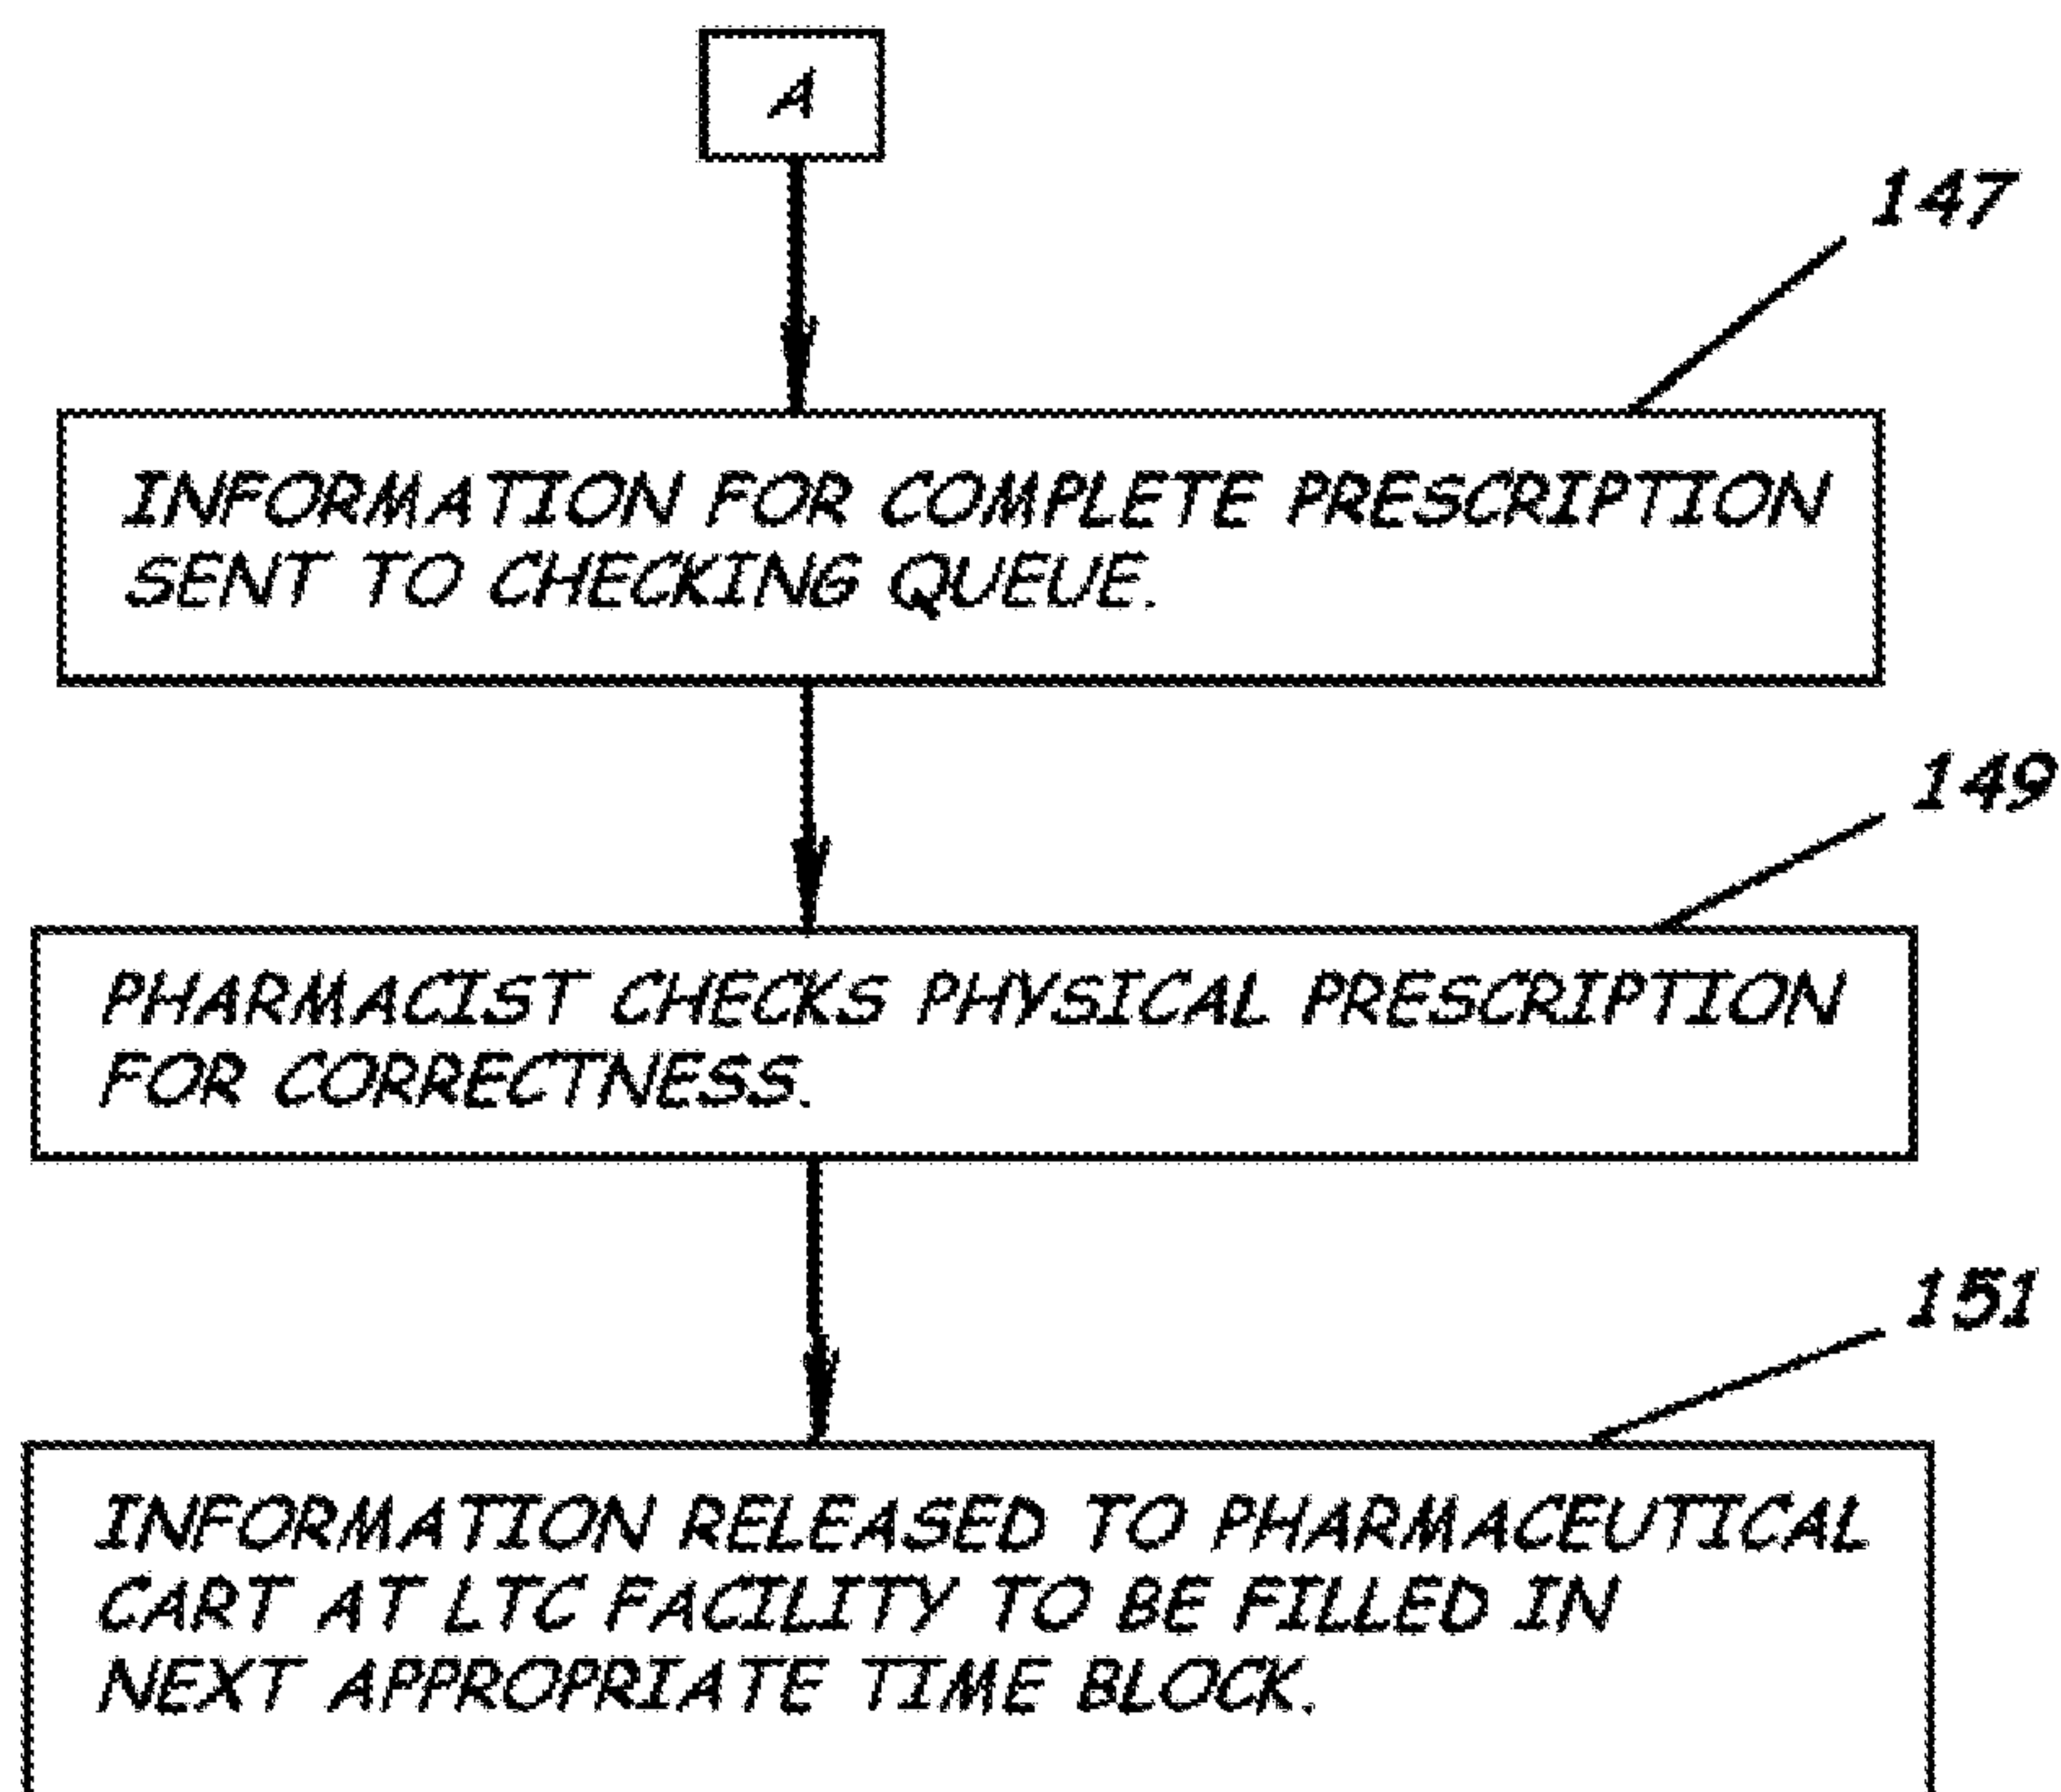 A
147
INFORMATION FOR COMPLETE PRESCRIPTION
SENT TO CHECKING QUEUE.
149
PHARMACIST CHECKS PHYSICAL PRESCRIPTION
FOR CORRECTNESS.
151
INFORMATION RELEASED TO PHARMACEUTICAL
CART AT LTC FACILITY TO BE FILLED IN
NEXT APPROPRIATE TIME BLOCK.